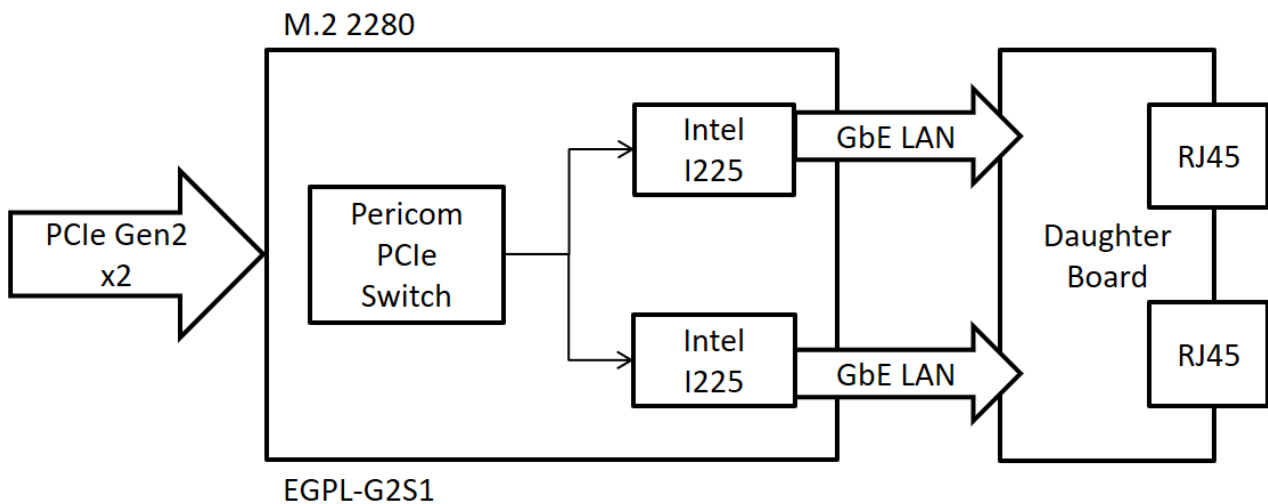 M.2 2280
PCIe Gen2
x2
Pericom
PCIe
Switch
Intel
I225
Intel
I225
GbE LAN
GbE LAN
Daughter
Board
RJ45
RJ45
EGPL-G2S1